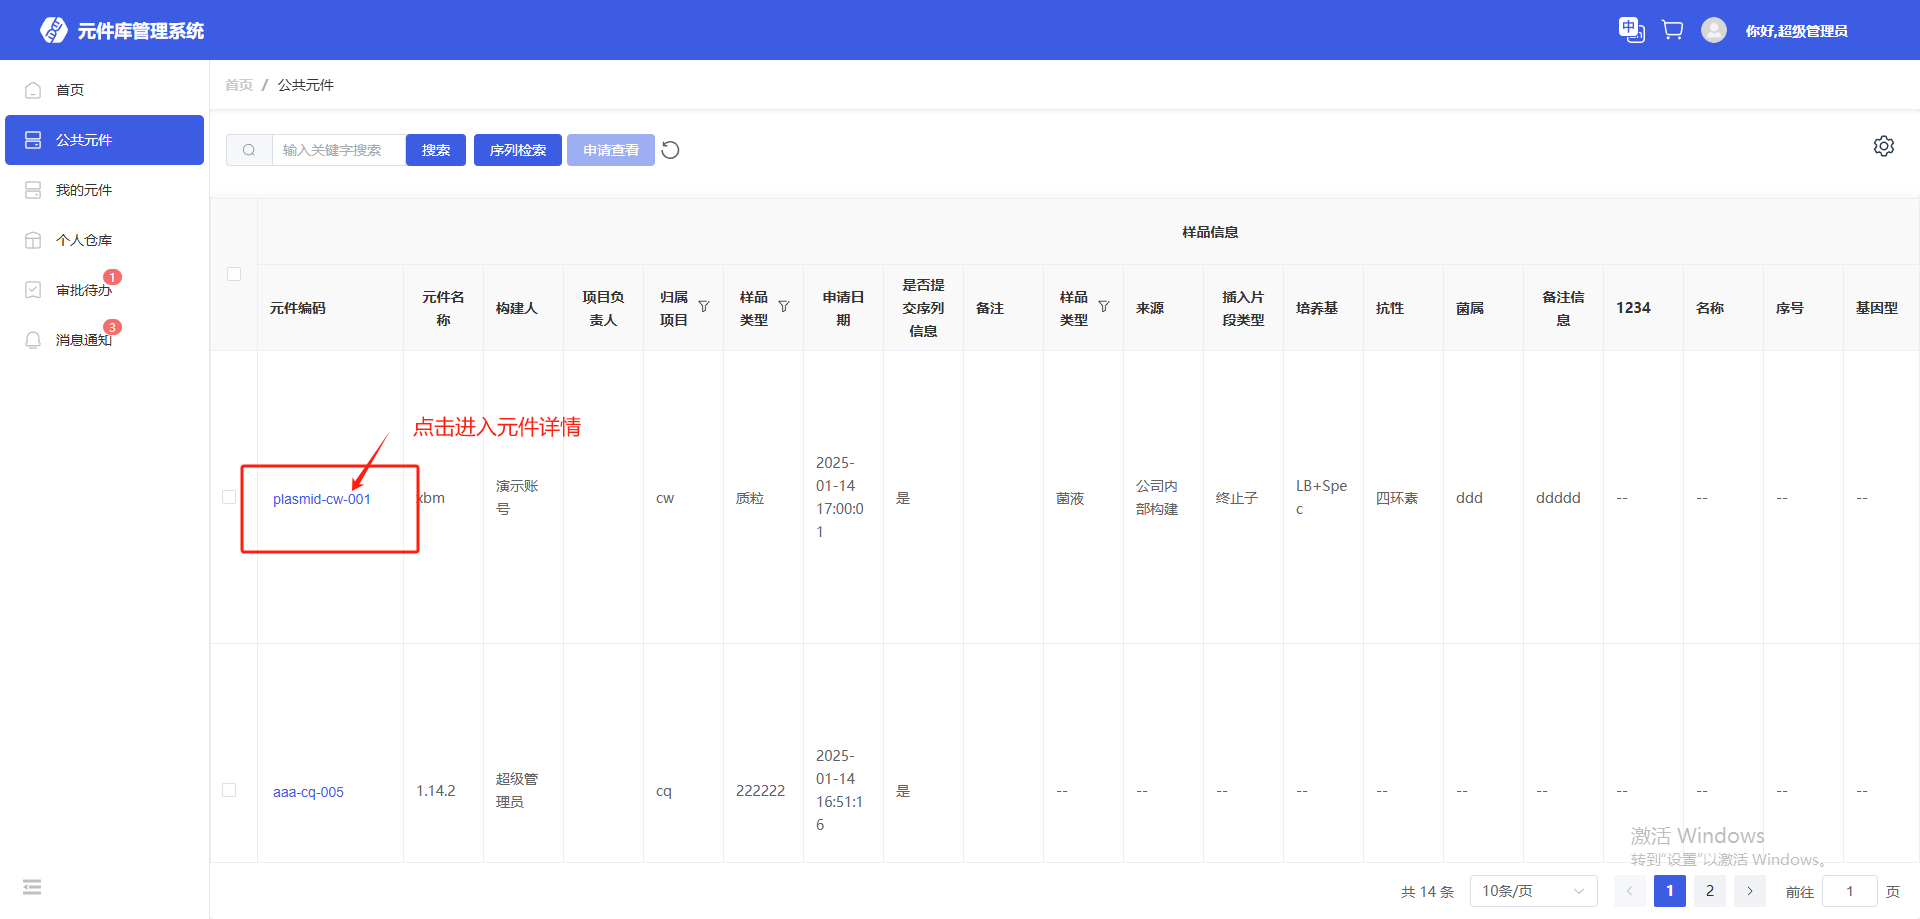 元件库管理系统
中
你好,超级管理员
首页
公共元件
我的元件
个人仓库
审批待办
1
消息通知
3
首页 / 公共元件
输入关键字搜索
搜索
序列检索
申请查看
样品信息
元件编码
元件名
称
构建人
项目负
责人
归属
项目
样品
类型
申请日
期
是否提
交序列
信息
备注
样品
类型
来源
插入片
段类型
培养基
抗性
菌属
备注信
息
1234
名称
序号
基因型
点击进入元件详情
plasmid-cw-001
xbm
演示账
号
cw
质粒
2025-
01-14
17:00:0
1
是
菌液
公司内
部构建
终止子
LB+Spe
c
四环素
ddd
ddddd
--
--
--
--
aaa-cq-005
1.14.2
超级管
理员
cq
222222
2025-
01-14
16:51:1
6
是
--
--
--
--
--
--
--
--
--
--
--
激活 Windows
转到"设置"以激活 Windows。
共 14 条
10条/页
1
2
前往
1
页